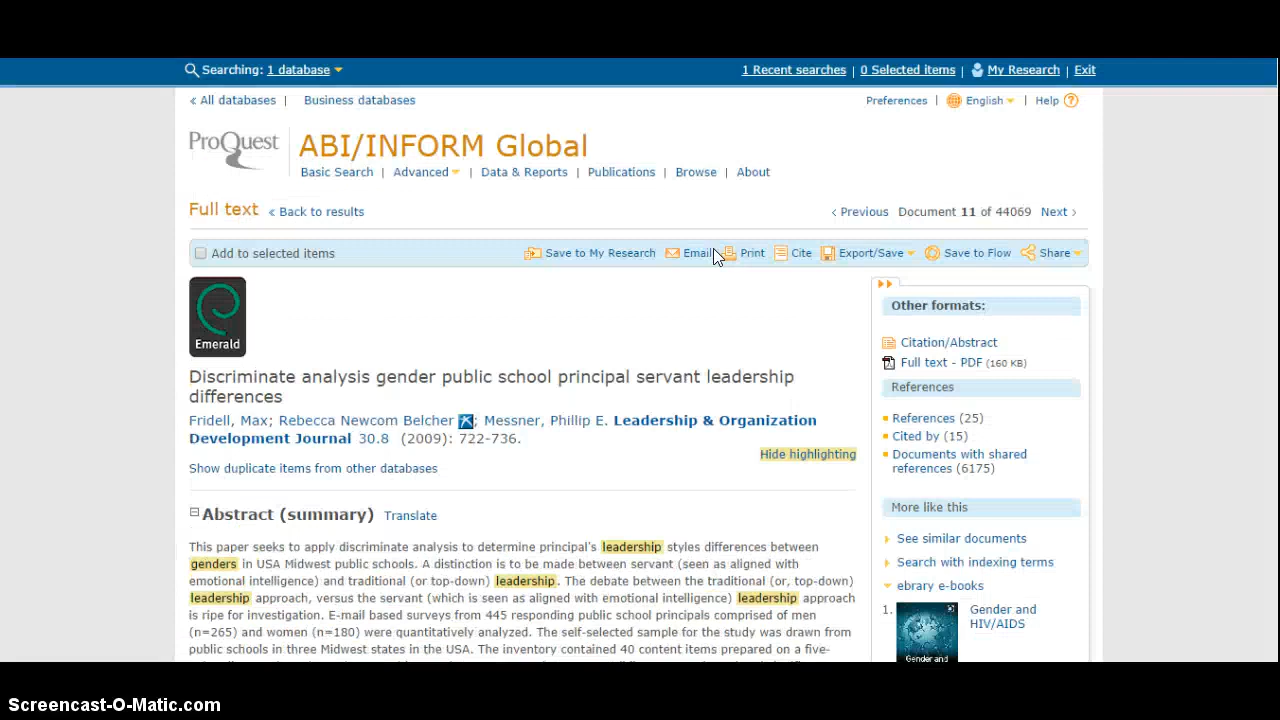 Searching: 1 database
1 Recent searches | 0 Selected items | My Research | Exit
« All databases | Business databases
Preferences | English | Help ?
ProQuest
ABI/INFORM Global
Basic Search | Advanced | Data & Reports | Publications | Browse | About
Full text « Back to results
‹ Previous Document 11 of 44069 Next ›
Add to selected items
Save to My Research Email Print Cite Export/Save Save to Flow Share
Emerald
Discriminate analysis gender public school principal servant leadership
differences
Fridell, Max; Rebecca Newcom Belcher; Messner, Phillip E. Leadership & Organization
Development Journal 30.8 (2009): 722-736.
Hide highlighting
Show duplicate items from other databases
Abstract (summary) Translate
This paper seeks to apply discriminate analysis to determine principal's leadership styles differences between
genders in USA Midwest public schools. A distinction is to be made between servant (seen as aligned with
emotional intelligence) and traditional (or top-down) leadership. The debate between the traditional (or, top-down)
leadership approach, versus the servant (which is seen as aligned with emotional intelligence) leadership approach
is ripe for investigation. E-mail based surveys from 445 responding public school principals comprised of men
(n=265) and women (n=180) were quantitatively analyzed. The self-selected sample for the study was drawn from
public schools in three Midwest states in the USA. The inventory contained 40 content items prepared on a five-
Other formats:
Citation/Abstract
Full text - PDF (160 KB)
References
References (25)
Cited by (15)
Documents with shared
references (6175)
More like this
See similar documents
Search with indexing terms
ebrary e-books
1. Gender and
HIV/AIDS
Gender and
Screencast-O-Matic.com